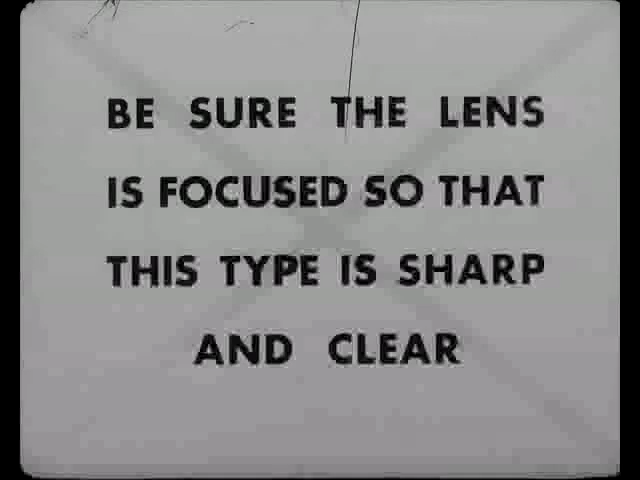 BE SURE THE LENS
IS FOCUSED SO THAT
THIS TYPE IS SHARP
AND CLEAR